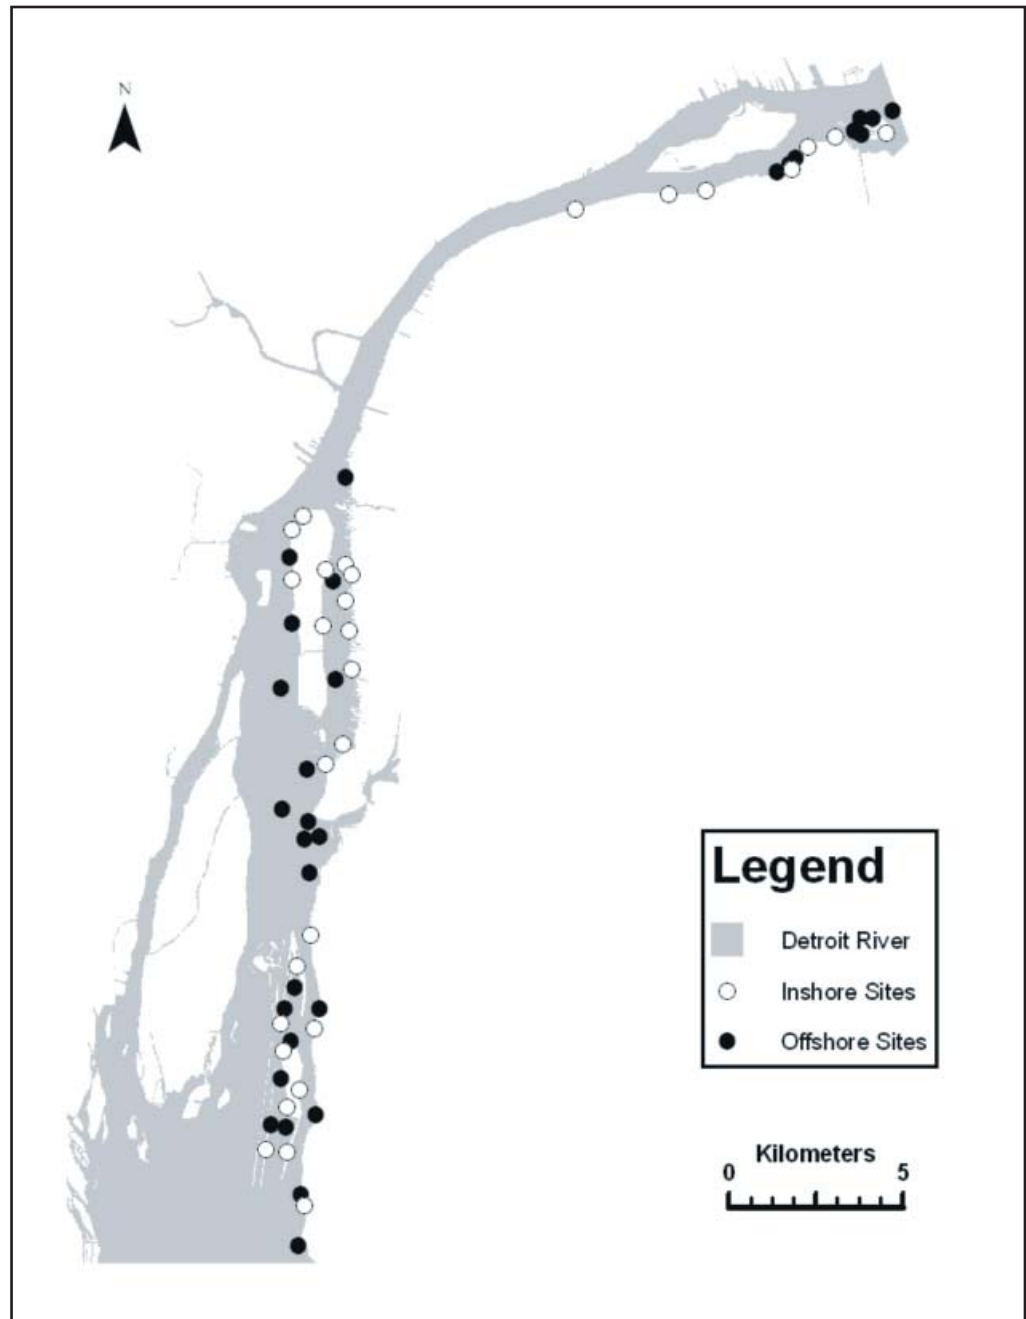 N
Legend
Detroit River
Inshore Sites
Offshore Sites
Kilometers
0 5